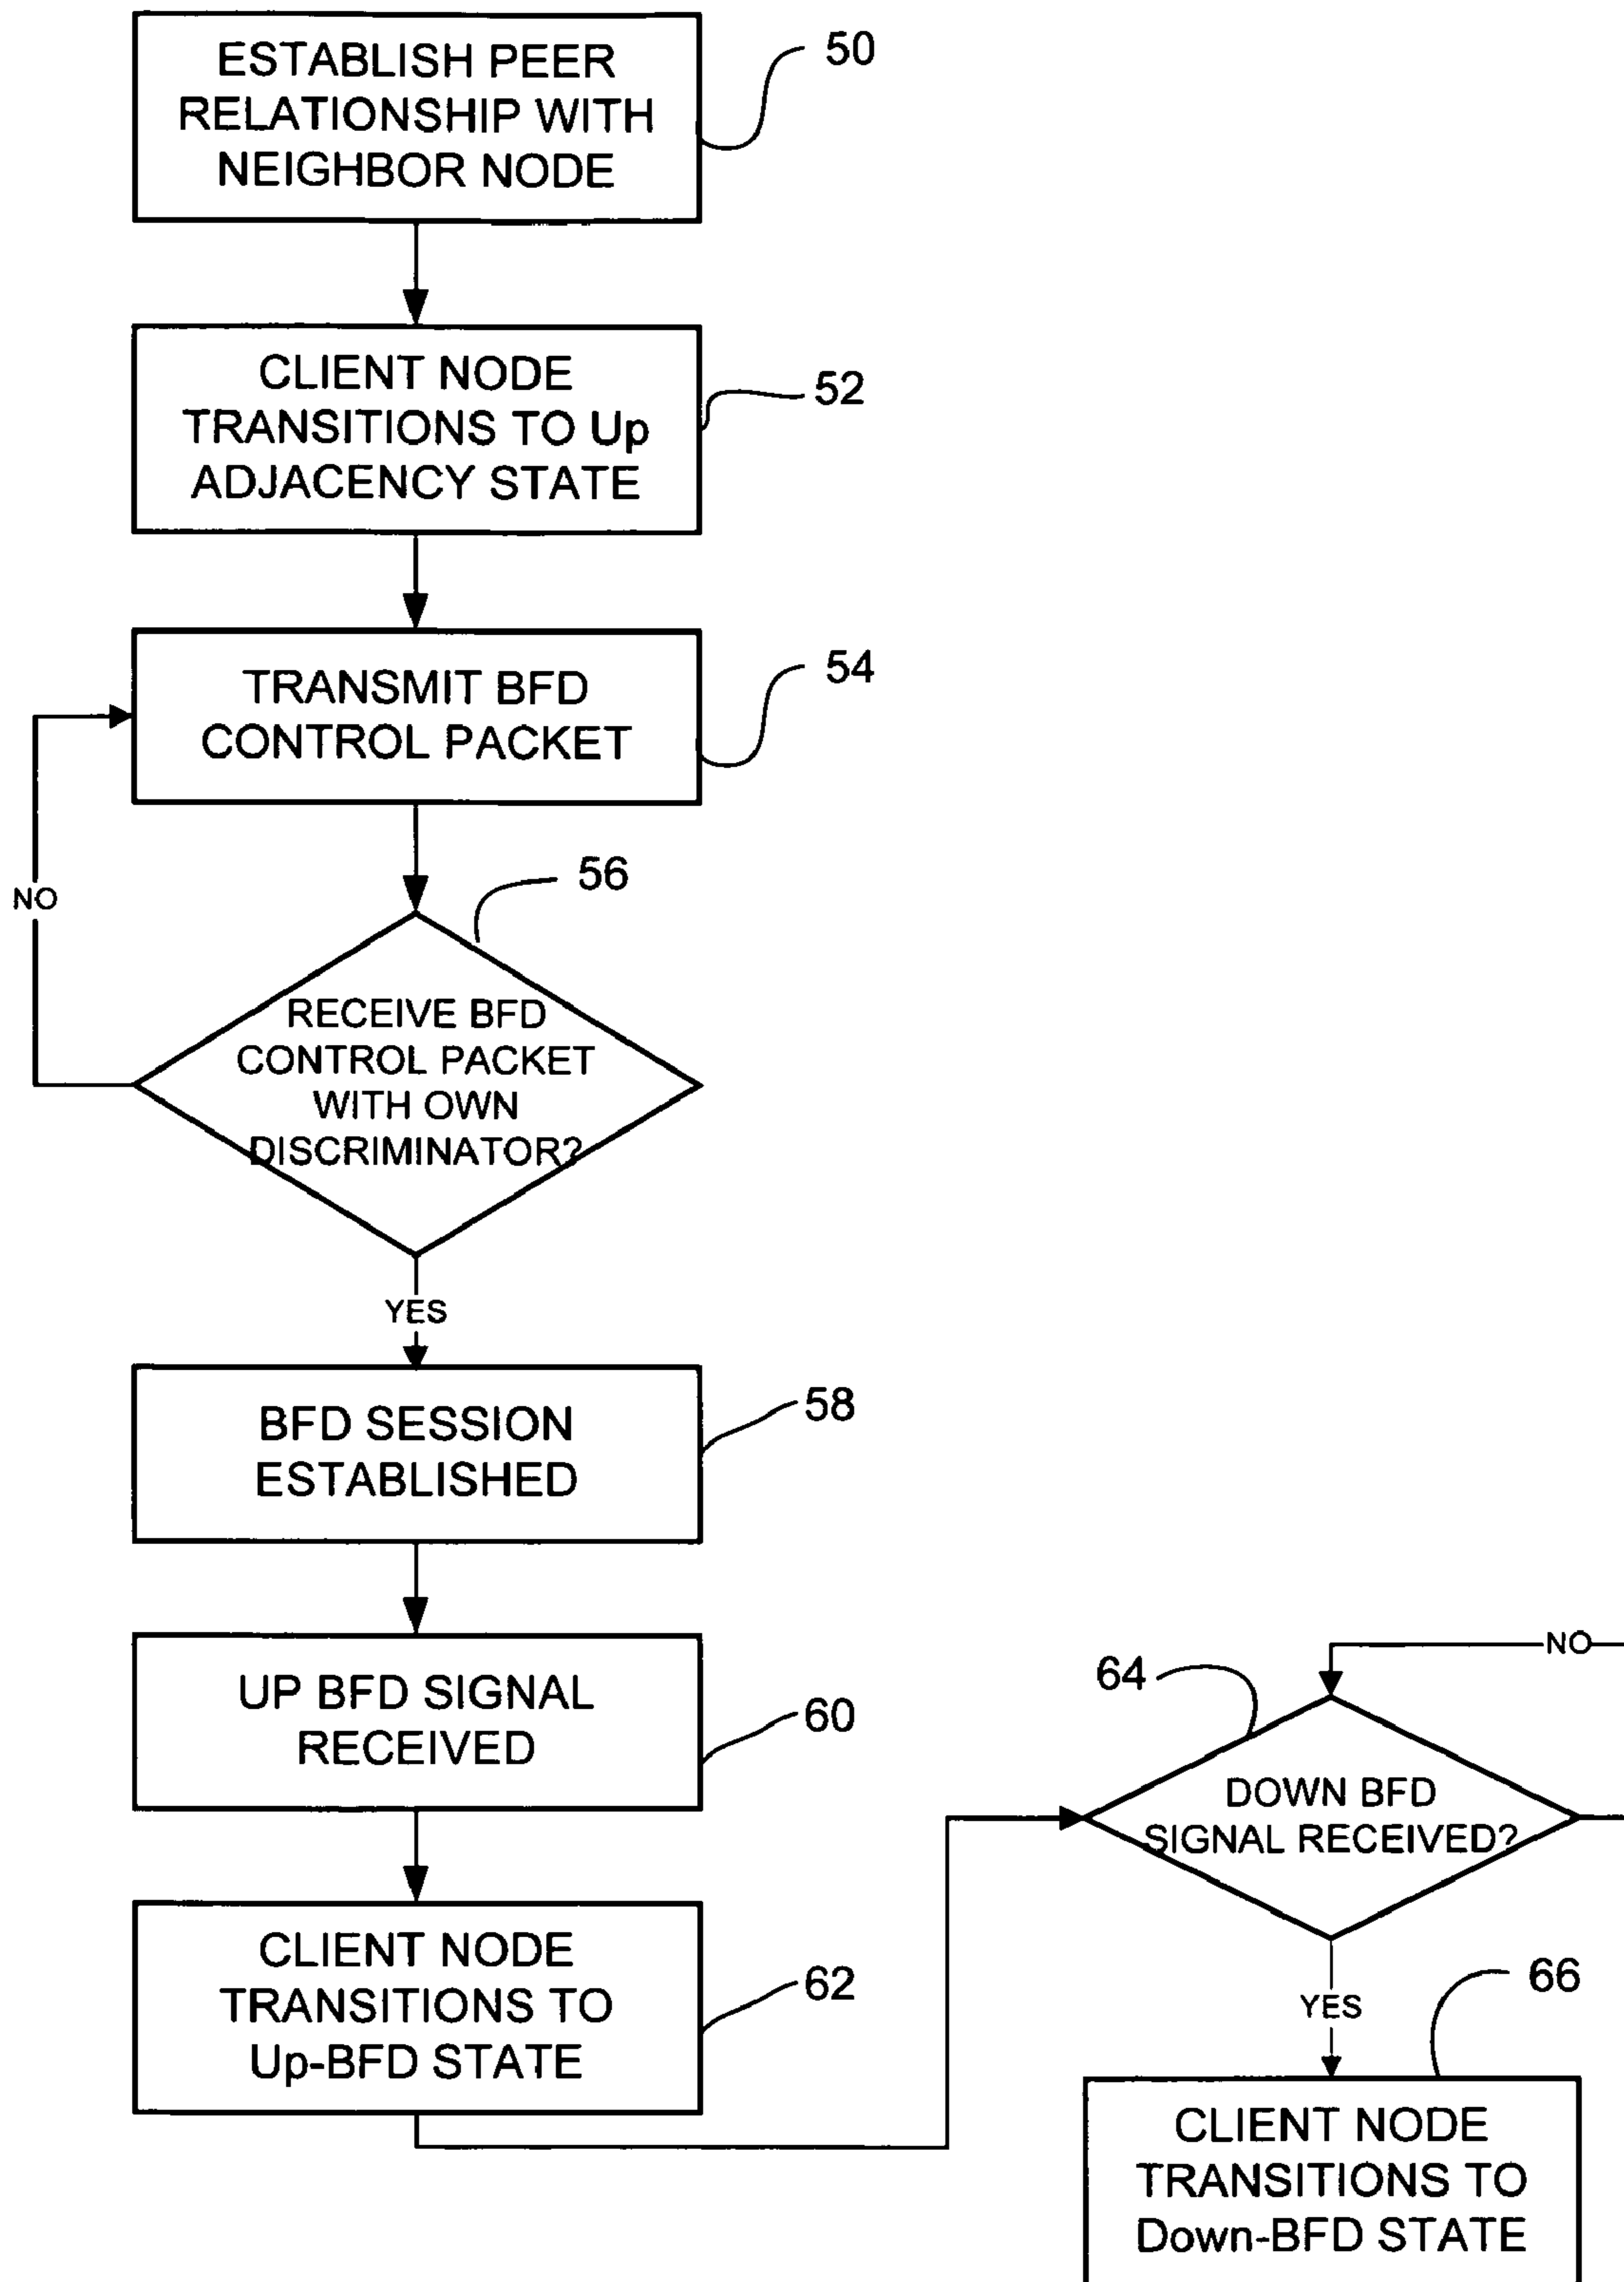 ESTABLISH PEER
RELATIONSHIP WITH
NEIGHBOR NODE
50
CLIENT NODE
TRANSITIONS TO Up
ADJACENCY STATE
52
TRANSMIT BFD
CONTROL PACKET
54
NO
56
RECEIVE BFD
CONTROL PACKET
WITH OWN
DISCRIMINATOR?
YES
BFD SESSION
ESTABLISHED
58
UP BFD SIGNAL
RECEIVED
60
CLIENT NODE
TRANSITIONS TO
Up-BFD STATE
62
NO
64
DOWN BFD
SIGNAL RECEIVED?
YES
66
CLIENT NODE
TRANSITIONS TO
Down-BFD STATE